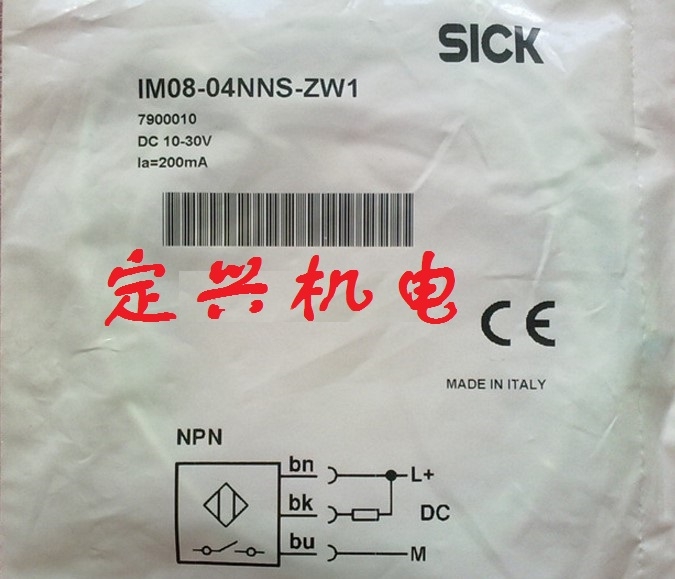 SICK
IM08-04NNS-ZW1
7900010
DC 10-30V
Ia=200mA
定兴机电
CE
MADE IN ITALY
NPN
bn
L+
bk
DC
bu
M